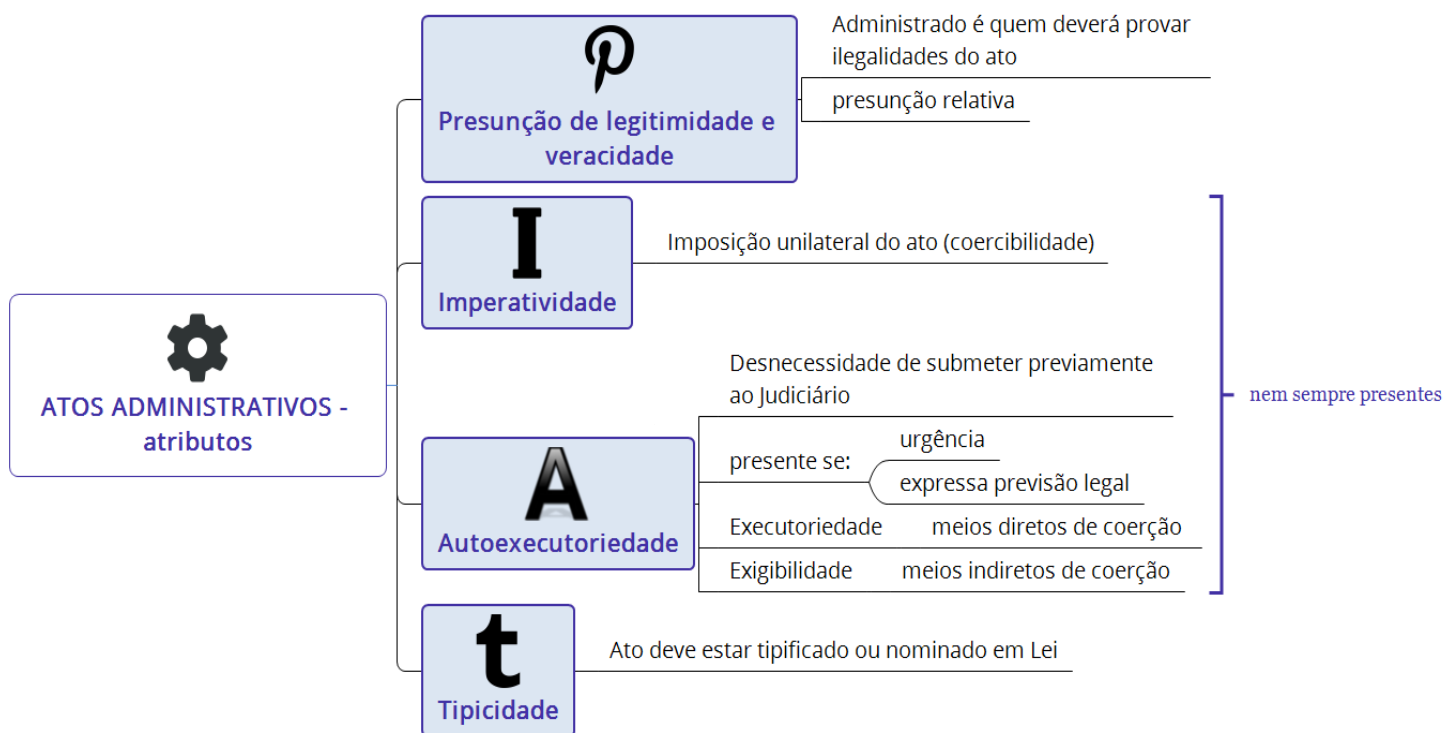 ATOS ADMINISTRATIVOS -
atributos
P
Presunção de legitimidade e
veracidade
Administrado é quem deverá provar
ilegalidades do ato
presunção relativa
I
Imperatividade
Imposição unilateral do ato (coercibilidade)
A
Autoexecutoriedade
Desnecessidade de submeter previamente
ao Judiciário
presente se:
urgência
expressa previsão legal
Executoriedade meios diretos de coerção
Exigibilidade meios indiretos de coerção
nem sempre presentes
t
Tipicidade
Ato deve estar tipificado ou nominado em Lei